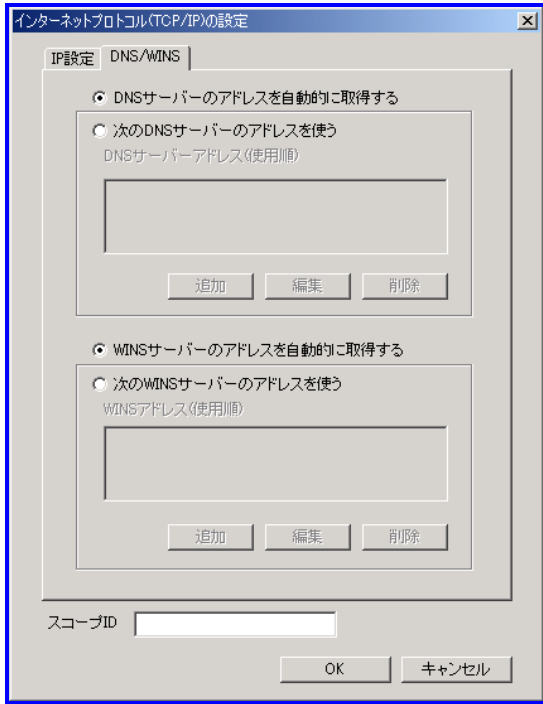 インターネットプロトコル(TCP/IP)の設定
IP設定 DNS/WINS
DNSサーバーのアドレスを自動的に取得する
次のDNSサーバーのアドレスを使う
DNSサーバーアドレス(使用順)
追加 編集 削除
WINSサーバーのアドレスを自動的に取得する
次のWINSサーバーのアドレスを使う
WINSアドレス(使用順)
追加 編集 削除
スコープID
OK キャンセル